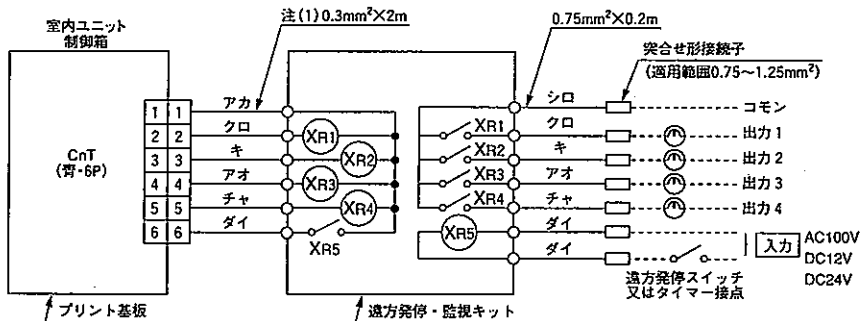 室内ユニット
制御箱
注(1)0.3mm²×2m
0.75mm²×0.2m
突合せ形接続子
(適用範囲0.75～1.25mm²)
CnT
(青-6P)
1 1 アカ
2 2 クロ XR1
3 3 キ XR2
4 4 アオ XR3
5 5 チャ XR4
6 6 ダイ XR5
シロ コモン
XR1 クロ 出力1
XR2 キ 出力2
XR3 アオ 出力3
XR4 チャ 出力4
XR5 ダイ
ダイ
入力
AC100V
DC12V
DC24V
遠方発停スイッチ
又はタイマー接点
プリント基板
遠方発停・監視キット